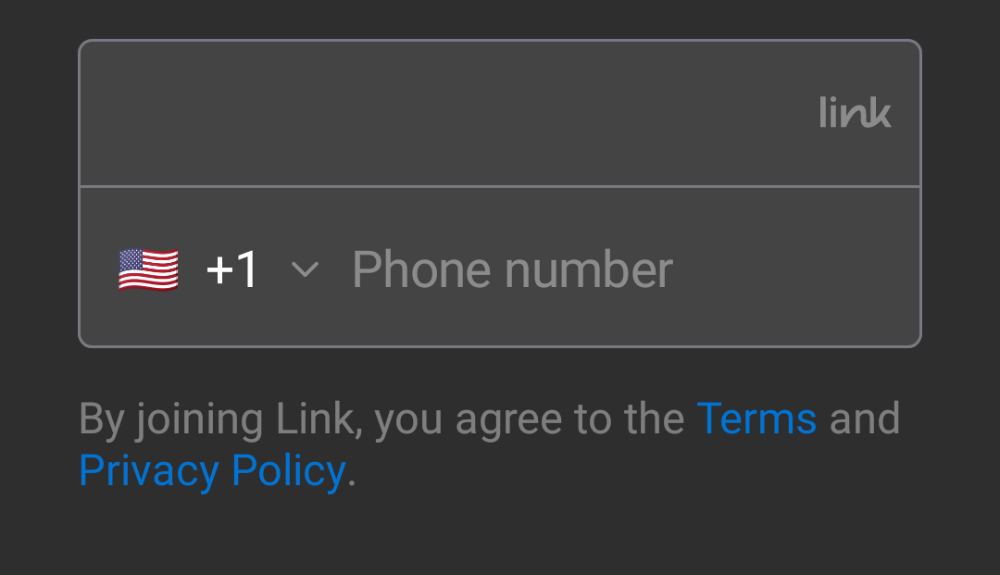 link
+1 Phone number
By joining Link, you agree to the Terms and
Privacy Policy.